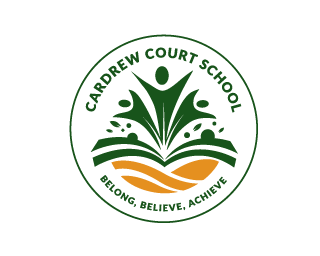 CARDREW COURT SCHOOL
BELONG, BELIEVE, ACHIEVE